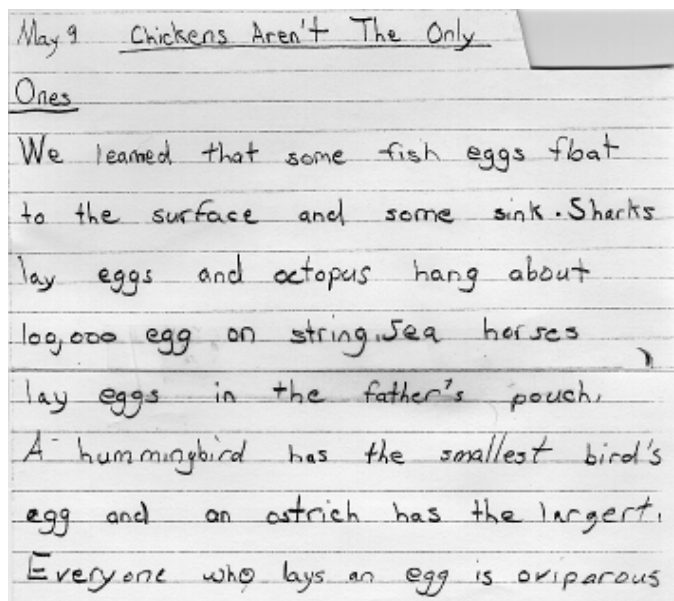 May 9 Chickens Aren't The Only
Ones
We learned that some fish eggs float
to the surface and some sink. Sharks
lay eggs and octopus hang about
100,000 egg on string. Sea horses
lay eggs in the father's pouch.
A hummingbird has the smallest bird's
egg and an ostrich has the largert.
Everyone who lays an egg is oviparous